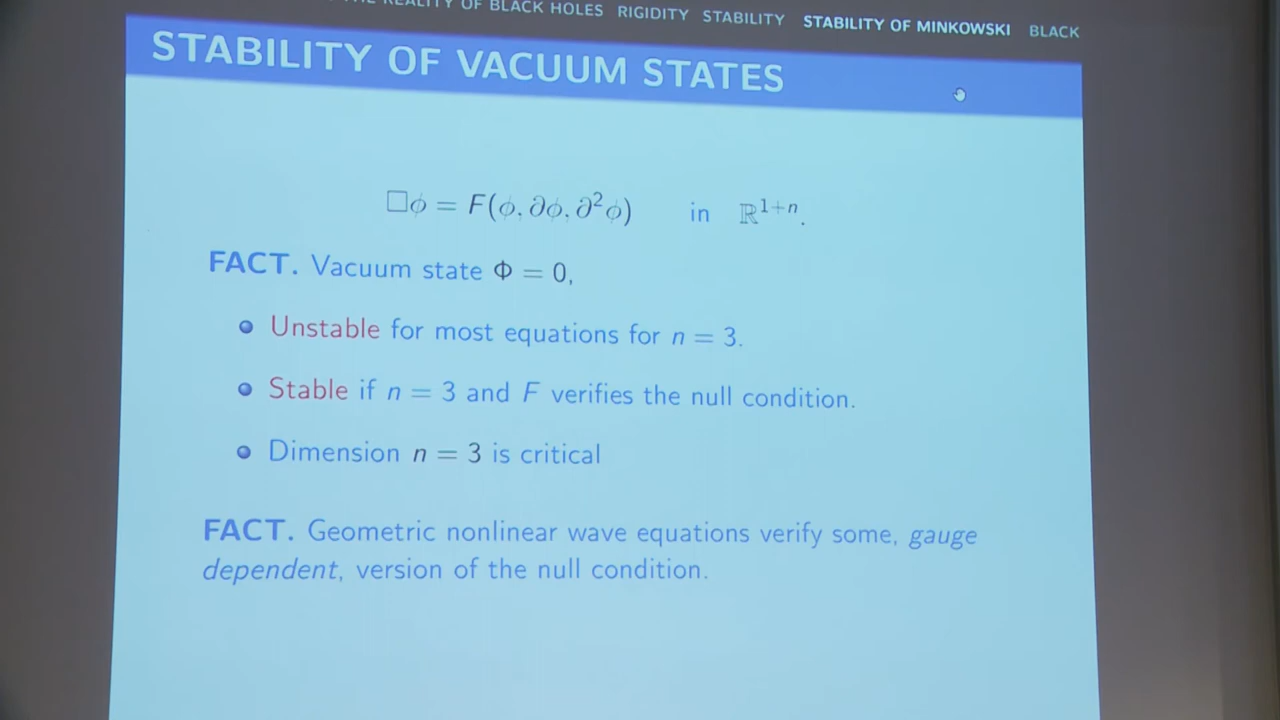 REALITY OF BLACK HOLES RIGIDITY STABILITY STABILITY OF MINKOWSKI BLACK
STABILITY OF VACUUM STATES
□ϕ = F(ϕ, ∂ϕ, ∂²ϕ) in ℝ¹⁺ⁿ.
FACT. Vacuum state Φ = 0,
Unstable for most equations for n = 3.
Stable if n = 3 and F verifies the null condition.
Dimension n = 3 is critical
FACT. Geometric nonlinear wave equations verify some, gauge
dependent, version of the null condition.